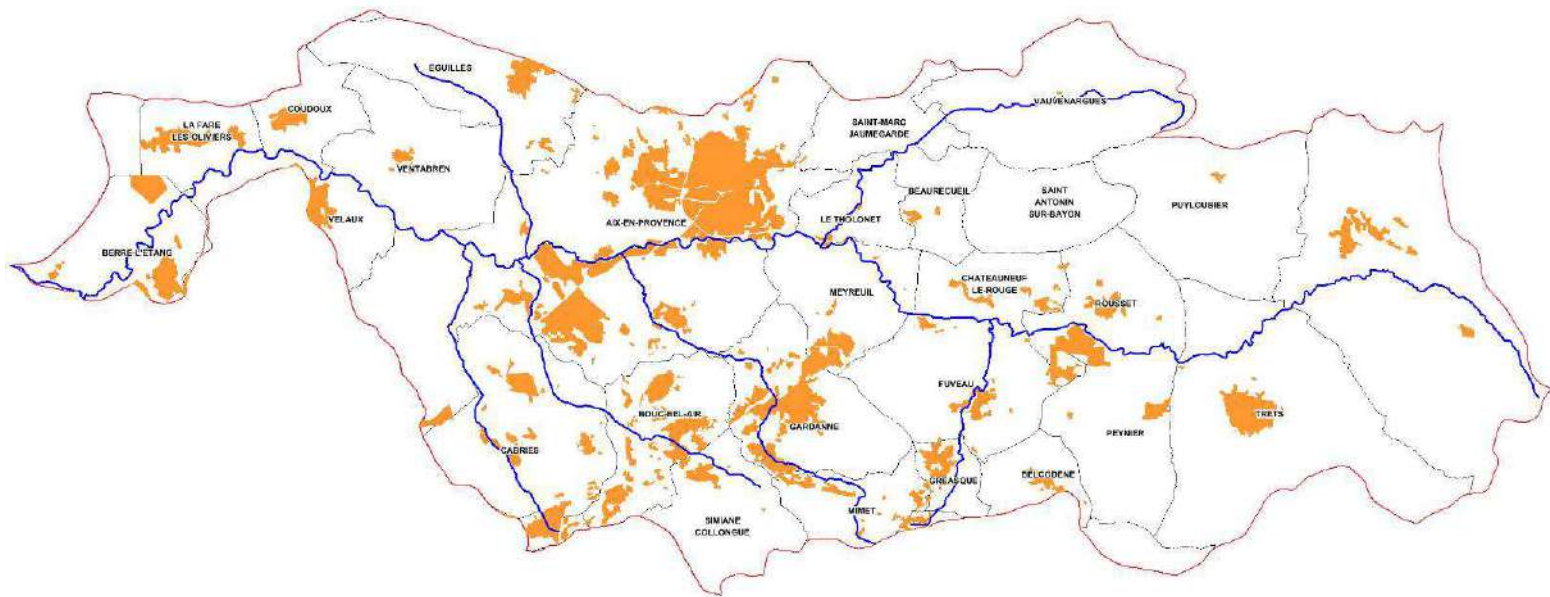 EGUILLES
VAUVENARGUES
COUDOUX
LA FARE
LES OLIVIERS
SAINT-MARC
JAUMEGARDE
VENTABREN
BEAURECUEIL
SAINT
ANTONIN
SUR-BAYON
PUYLOUBIER
VELAUX
AIX-EN-PROVENCE
LE THOLONET
BERRE-L'ETANG
CHATEAUNEUF
LE-ROUGE
MEYREUIL
ROUSSET
FUVEAU
BOUC-BEL-AIR
TRETS
GARDANNE
PEYNIER
CABRIES
BELCODENE
GREASQUE
MIMET
SIMIANE
COLLONGUE